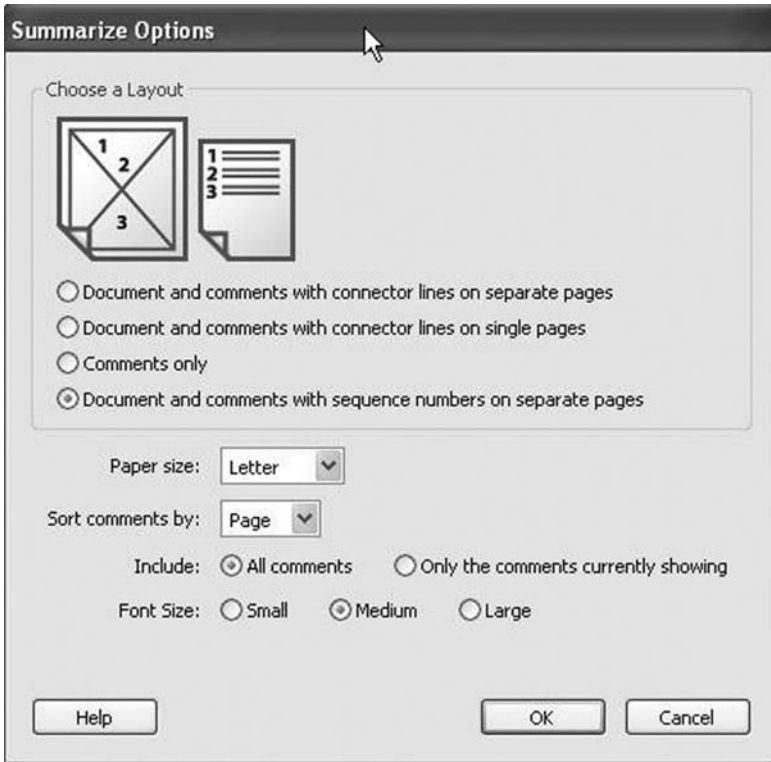 Summarize Options
Choose a Layout
1
2
3
1
2
3
Document and comments with connector lines on separate pages
Document and comments with connector lines on single pages
Comments only
Document and comments with sequence numbers on separate pages
Paper size: Letter
Sort comments by: Page
Include: All comments Only the comments currently showing
Font Size: Small Medium Large
Help OK Cancel